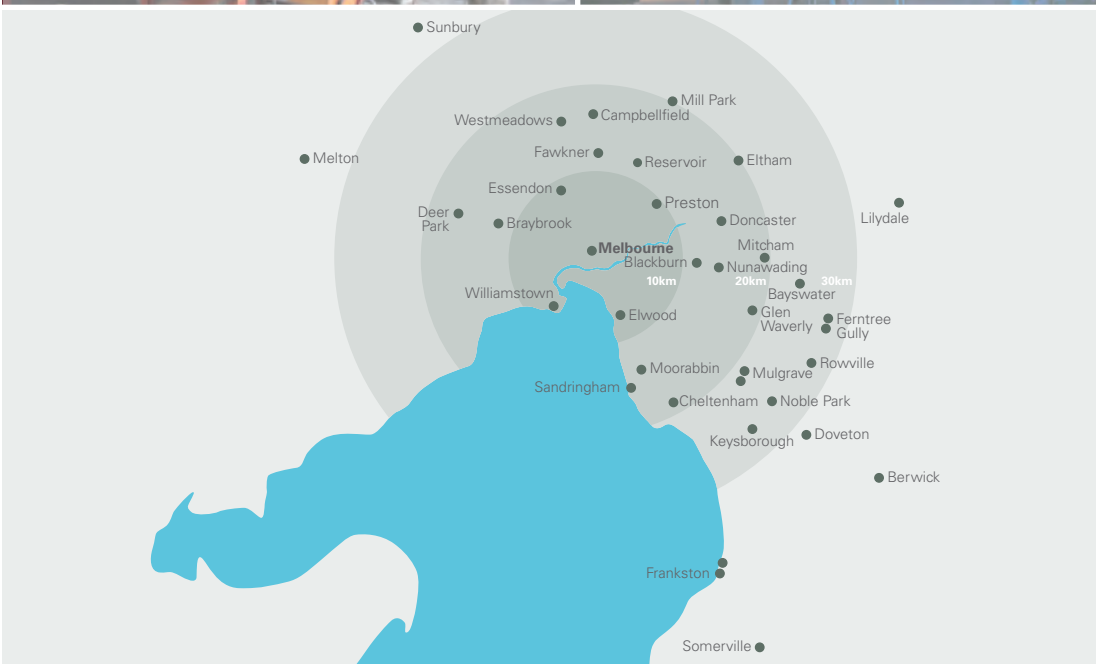 Sunbury
Mill Park
Campbellfield
Westmeadows
Fawkner
Melton
Reservoir
Eltham
Essendon
Preston
Deer
Park
Braybrook
Doncaster
Lilydale
Melbourne
Mitcham
Blackburn
Nunawading
10km
20km
30km
Bayswater
Williamstown
Elwood
Glen
Waverly
Ferntree
Gully
Moorabbin
Rowville
Mulgrave
Sandringham
Cheltenham
Noble Park
Keysborough
Doveton
Berwick
Frankston
Somerville